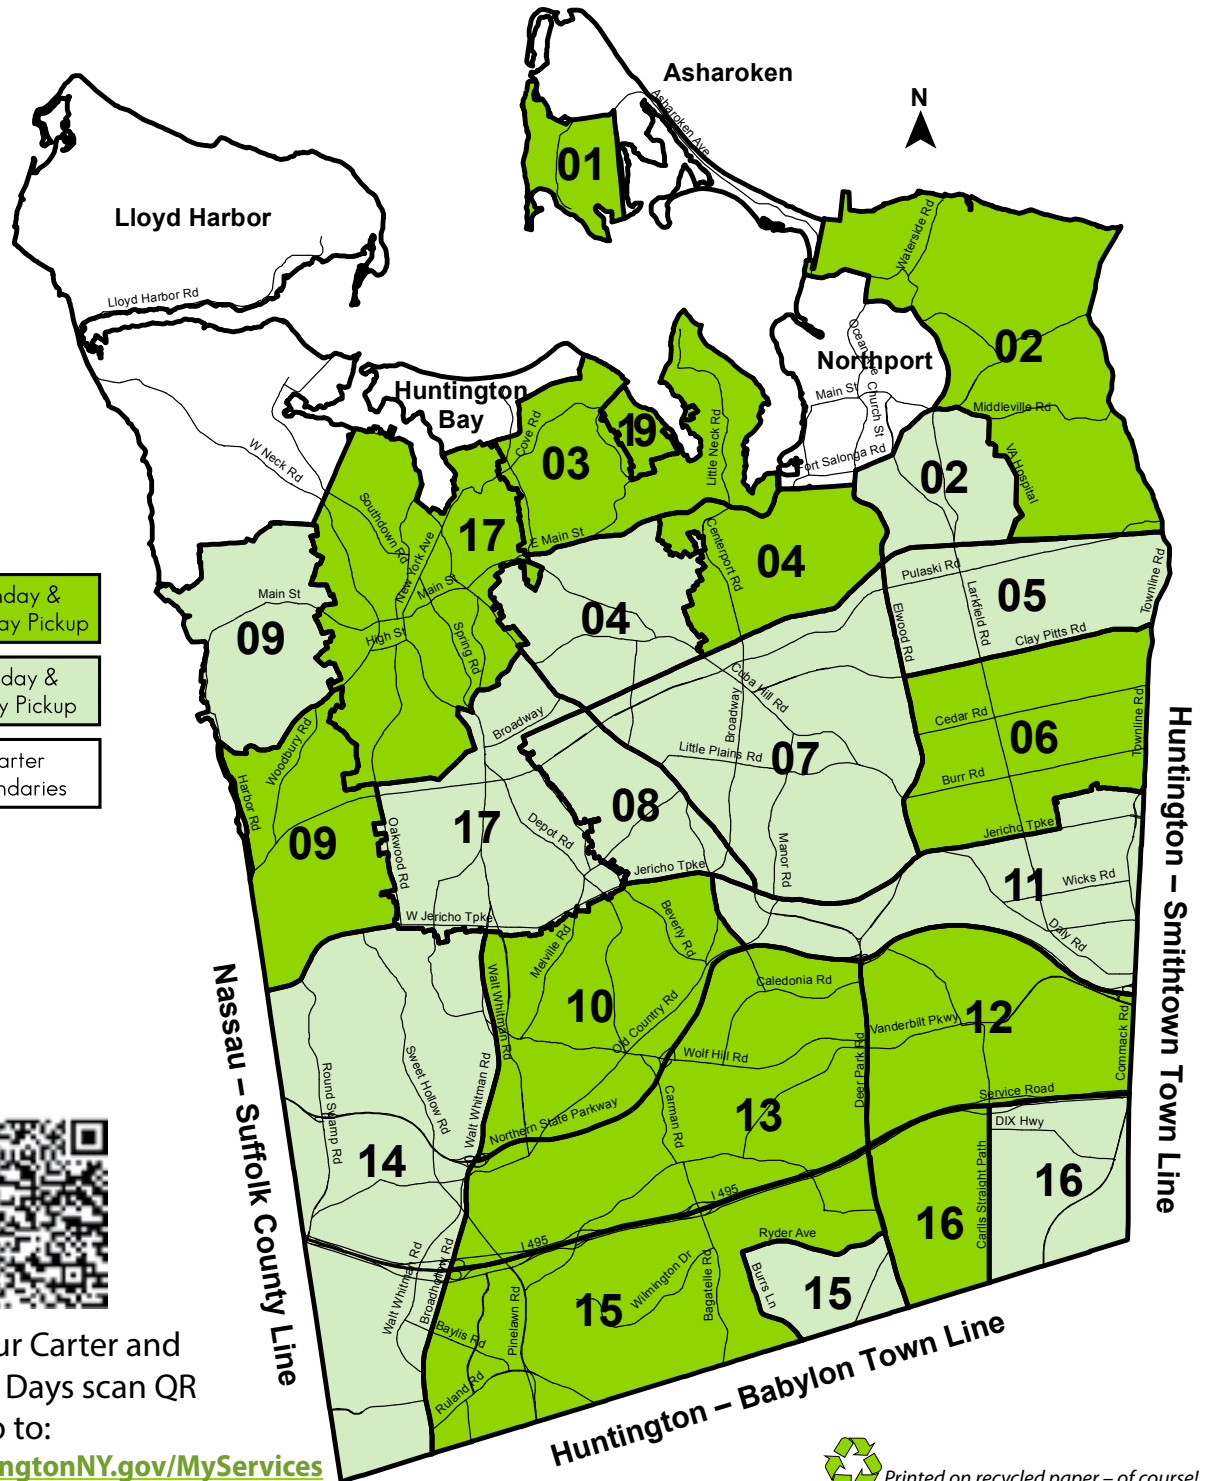 Asharoken
Asharoken Ave
N
01
Lloyd Harbor
Lloyd Harbor Rd
Waterside Rd
02
Northport
Ocean Ave
Church St
Main St
Middleville Rd
Fort Salonga Rd
VA Hospital
02
Huntington
Bay
Cove Rd
03
19
Little Neck Rd
W Neck Rd
Southdown Rd
New York Ave
17
E Main St
Main St
High St
Spring Rd
Centerport Rd
04
04
Pulaski Rd
Larkfield Rd
05
Elwood Rd
Clay Pitts Rd
Townline Rd
Main St
09
nday &
ay Pickup
day &
y Pickup
arter
ndaries
Cuba Hill Rd
Broadway
Broadway
Little Plains Rd
07
Cedar Rd
06
Townline Rd
Burr Rd
Jericho Tpke
Woodbury Rd
Harbor Rd
09
Oakwood Rd
17
Depot Rd
08
Jericho Tpke
Manor Rd
W Jericho Tpke
11
Wicks Rd
Daly Rd
Huntington – Smithtown Town Line
Nassau – Suffolk County Line
Melville Rd
Beverly Rd
Walt Whitman Rd
10
Old Country Rd
Caledonia Rd
Vanderbilt Pkwy
12
Wolf Hill Rd
Deer Park Rd
Commack Rd
Service Road
Round Swamp Rd
Sweet Hollow Rd
Walt Whitman Rd
Northern State Parkway
Carman Rd
13
DIX Hwy
14
16
Carlls Straight Path
16
I 495
I 495
Ryder Ave
Walt Whitman Rd
Broadhollow Rd
Baylis Rd
Pinelawn Rd
Ruland Rd
15
Wilmington Dr
Bagatelle Rd
Burrs Ln
15
Huntington – Babylon Town Line
ur Carter and
Days scan QR
o to:
ingtonNY.gov/MyServices
Printed on recycled paper – of course!